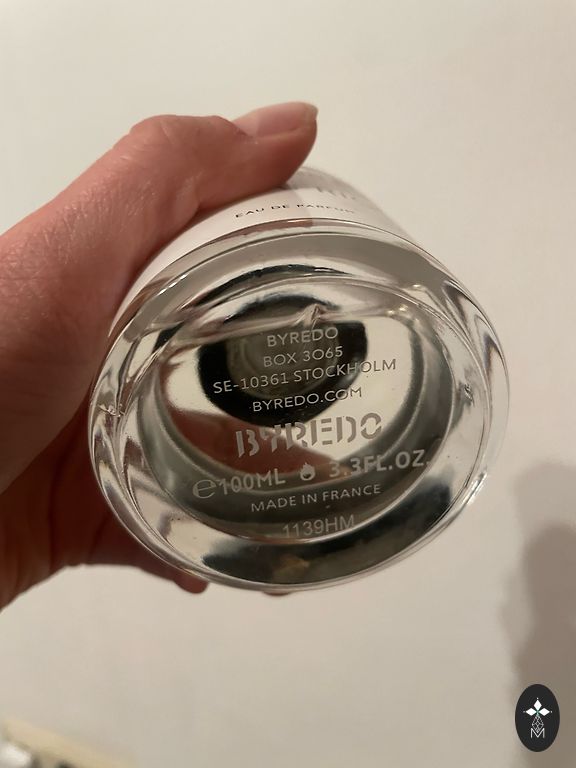 EAU DE PARFUM
BYREDO
BOX 3065
SE-10361 STOCKHOLM
BYREDO.COM
BYREDO
℮100ML 3.3FL.OZ.
MADE IN FRANCE
1139HM
M